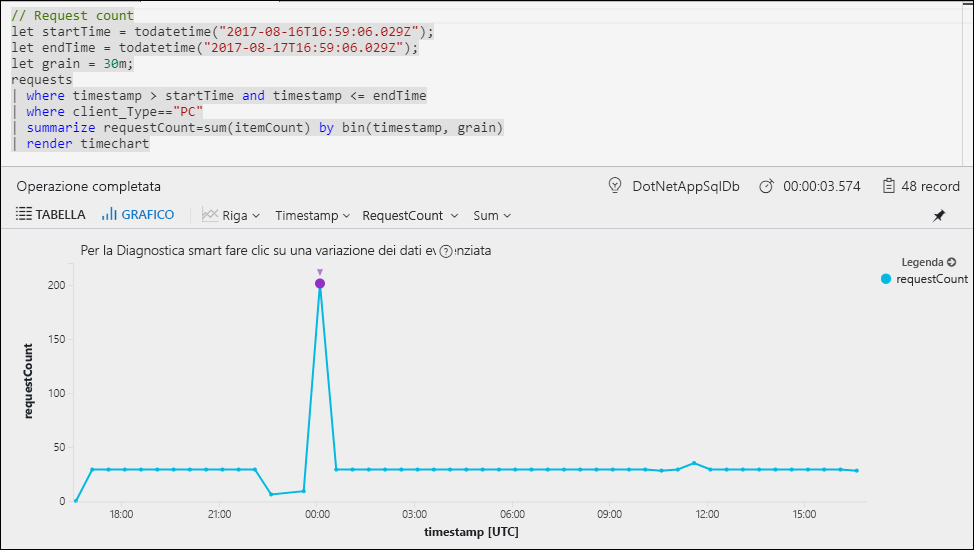 // Request count
let startTime = todatetime("2017-08-16T16:59:06.029Z");
let endTime = todatetime("2017-08-17T16:59:06.029Z");
let grain = 30m;
requests
| where timestamp > startTime and timestamp <= endTime
| where client_Type=="PC"
| summarize requestCount=sum(itemCount) by bin(timestamp, grain)
| render timechart
Operazione completata DotNetAppSqlDb 00:00:03.574 48 record
TABELLA GRAFICO Riga Timestamp RequestCount Sum
Per la Diagnostica smart fare clic su una variazione dei dati ev ? nziata
Legenda
requestCount
requestCount
200
150
100
50
0
18:00 21:00 00:00 03:00 06:00 09:00 12:00 15:00
timestamp [UTC]